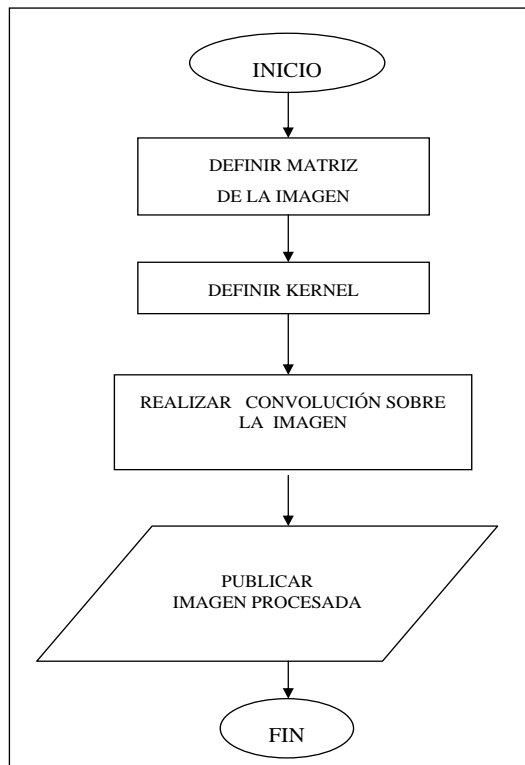 INICIO
DEFINIR MATRIZ
DE LA IMAGEN
DEFINIR KERNEL
REALIZAR CONVOLUCIÓN SOBRE
LA IMAGEN
PUBLICAR
IMAGEN PROCESADA
FIN